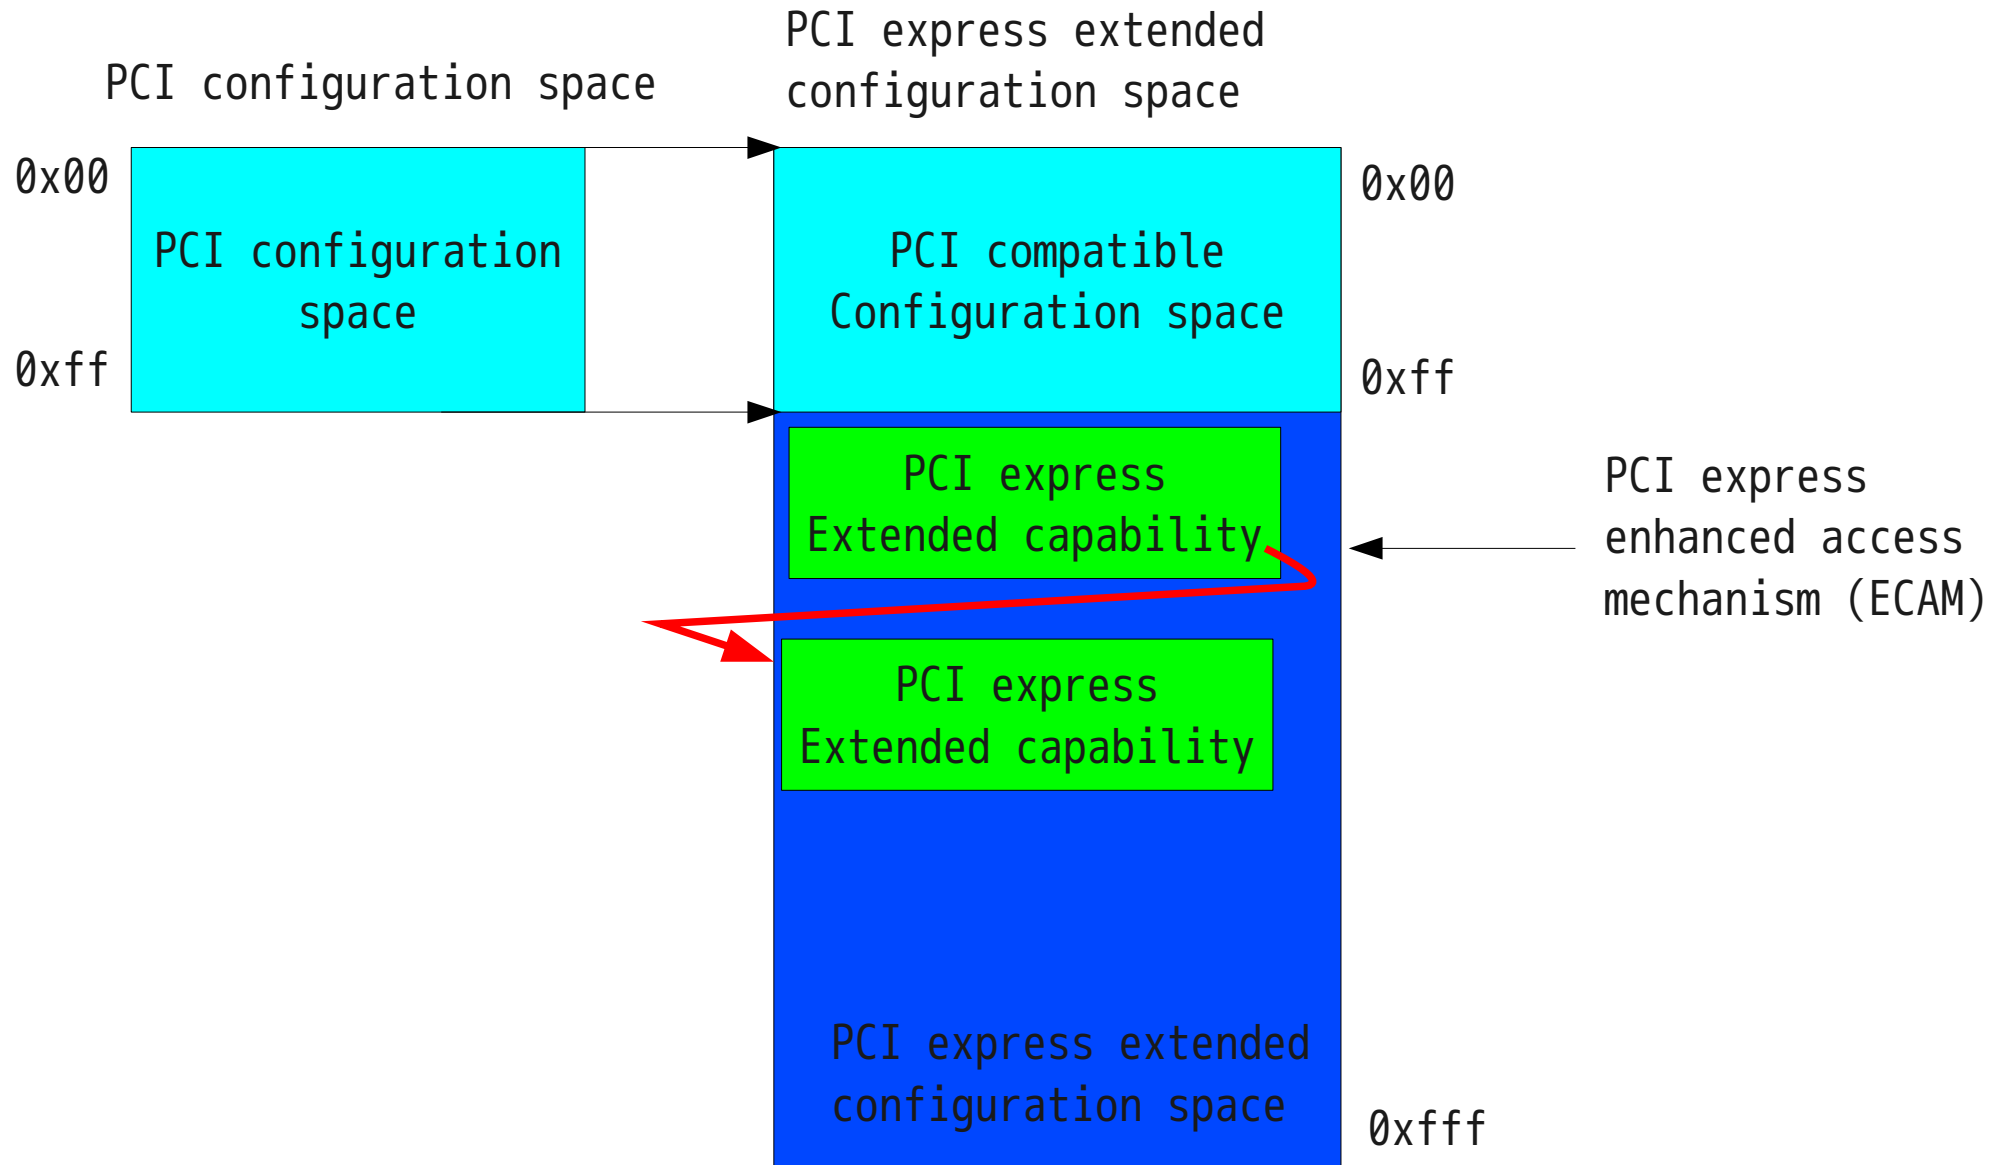 PCI configuration space
PCI express extended
configuration space
0x00
0xff
PCI configuration
space
PCI compatible
Configuration space
0x00
0xff
PCI express
Extended capability
PCI express
enhanced access
mechanism (ECAM)
PCI express
Extended capability
PCI express extended
configuration space
0xfff